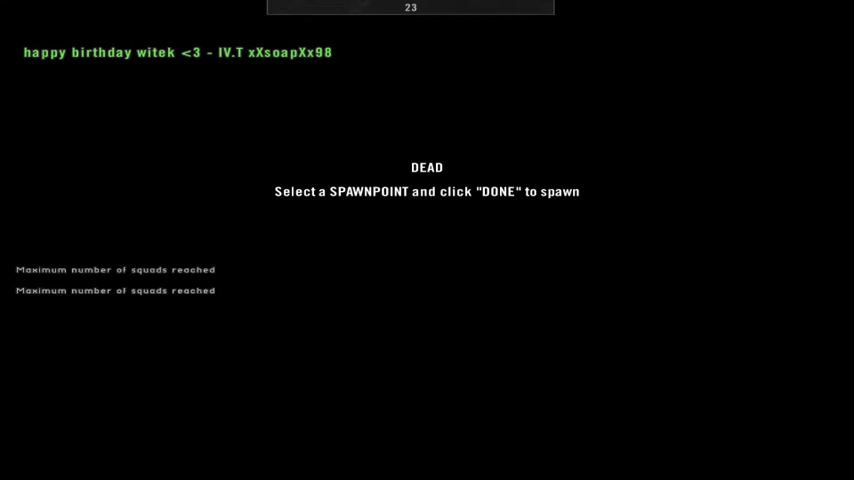 23
happy birthday witek <3 - IV.T xXsoapXx98
DEAD
Select a SPAWNPOINT and click "DONE" to spawn
Maximum number of squads reached
Maximum number of squads reached